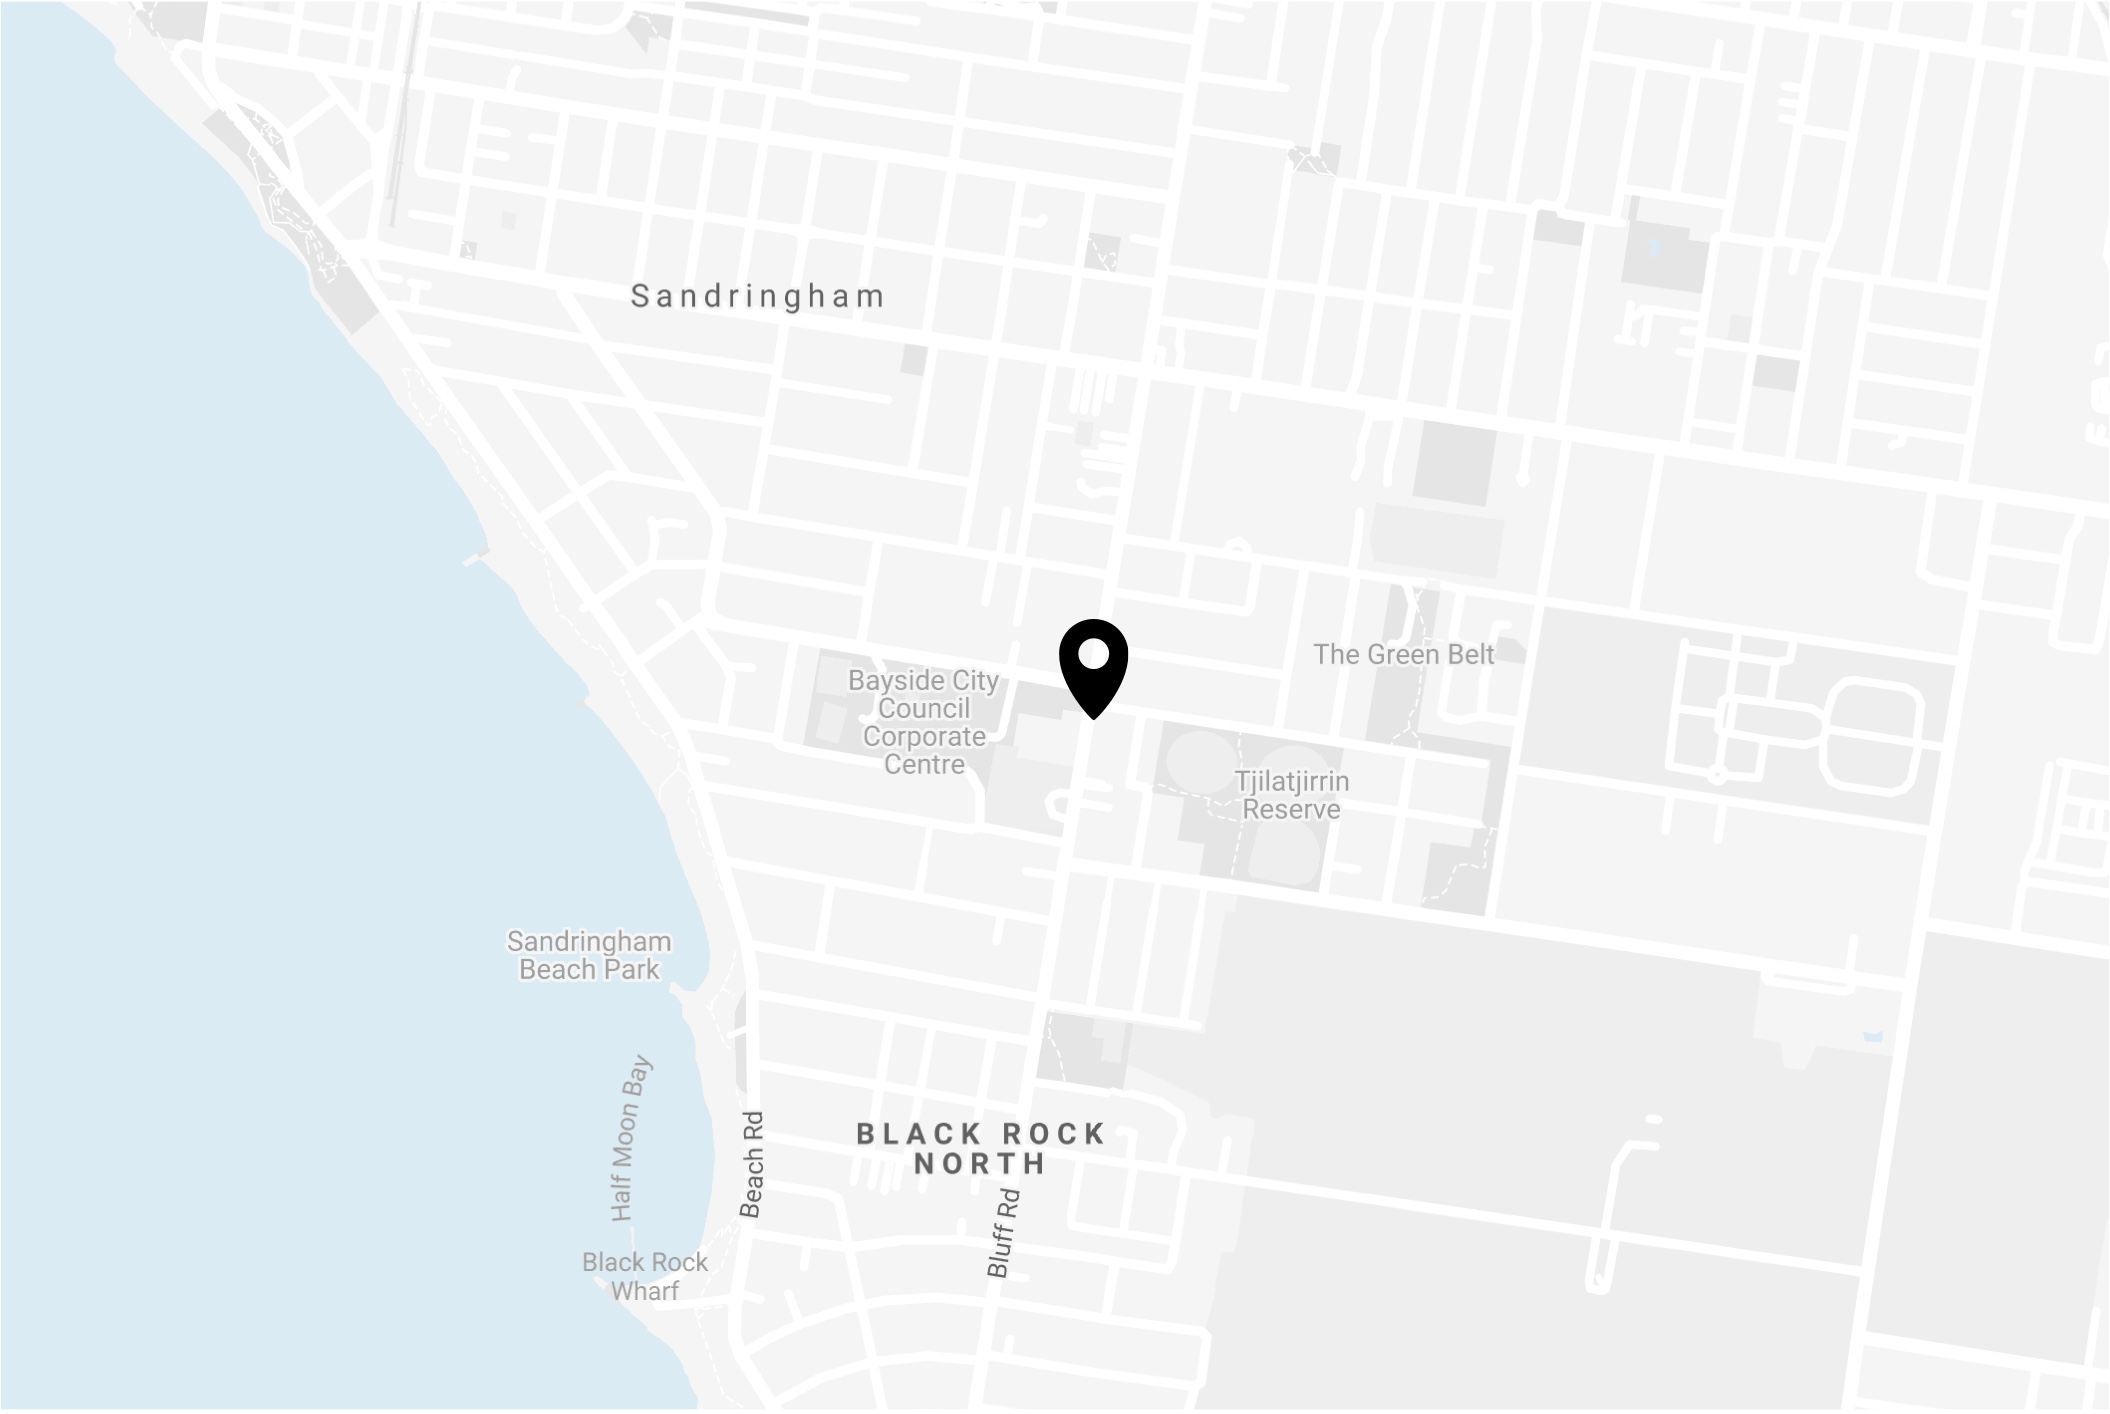 Sandringham
The Green Belt
Bayside City
Council
Corporate
Centre
Tjilatjirrin
Reserve
Sandringham
Beach Park
Half Moon Bay
Beach Rd
BLACK ROCK
NORTH
Bluff Rd
Black Rock
Wharf